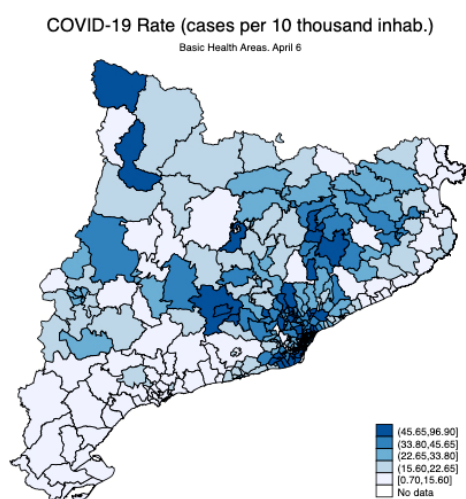 COVID-19 Rate (cases per 10 thousand inhab.)
Basic Health Areas. April 6
(45.65,96.90]
(33.80,45.65]
(22.65,33.80]
(15.60,22.65]
[0.70,15.60]
No data